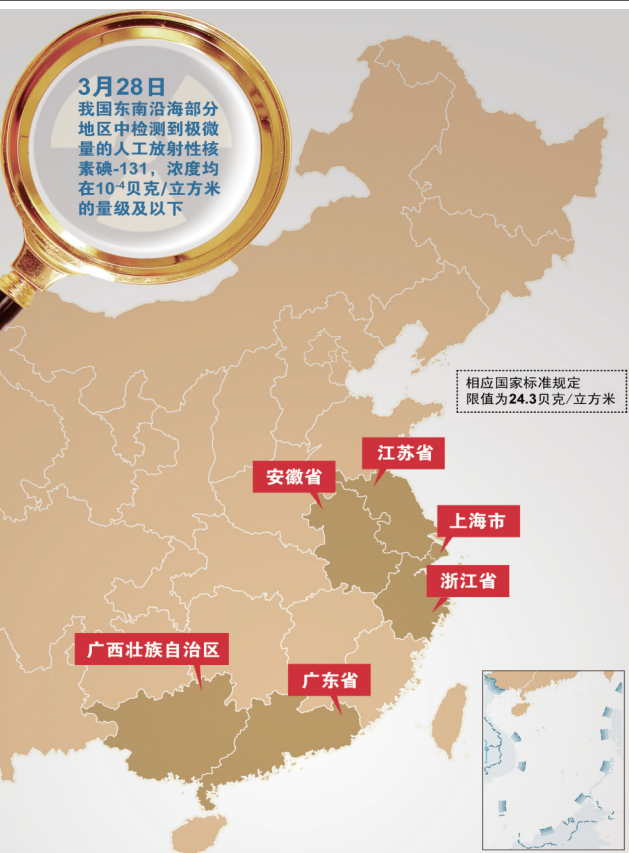 3月28日
我国东南沿海部分
地区中检测到极微
量的人工放射性核
素碘-131，浓度均
在10⁻⁴贝克/立方米
的量级及以下
相应国家标准规定
限值为24.3贝克/立方米
江苏省
安徽省
上海市
浙江省
广西壮族自治区
广东省